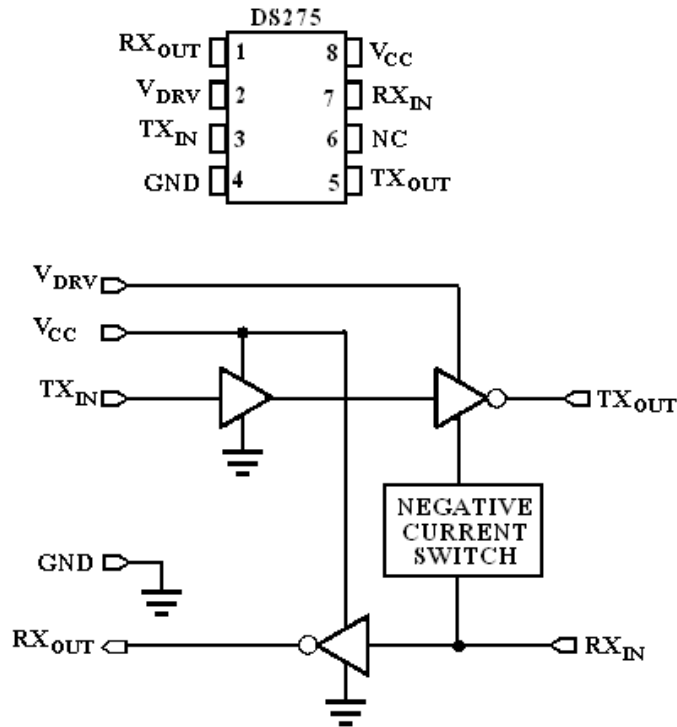 DS275
RXOUT 1 8 VCC
VDRV 2 7 RXIN
TXIN 3 6 NC
GND 4 5 TXOUT
VDRV
VCC
TXIN TXOUT
NEGATIVE
CURRENT
SWITCH
GND
RXOUT RXIN